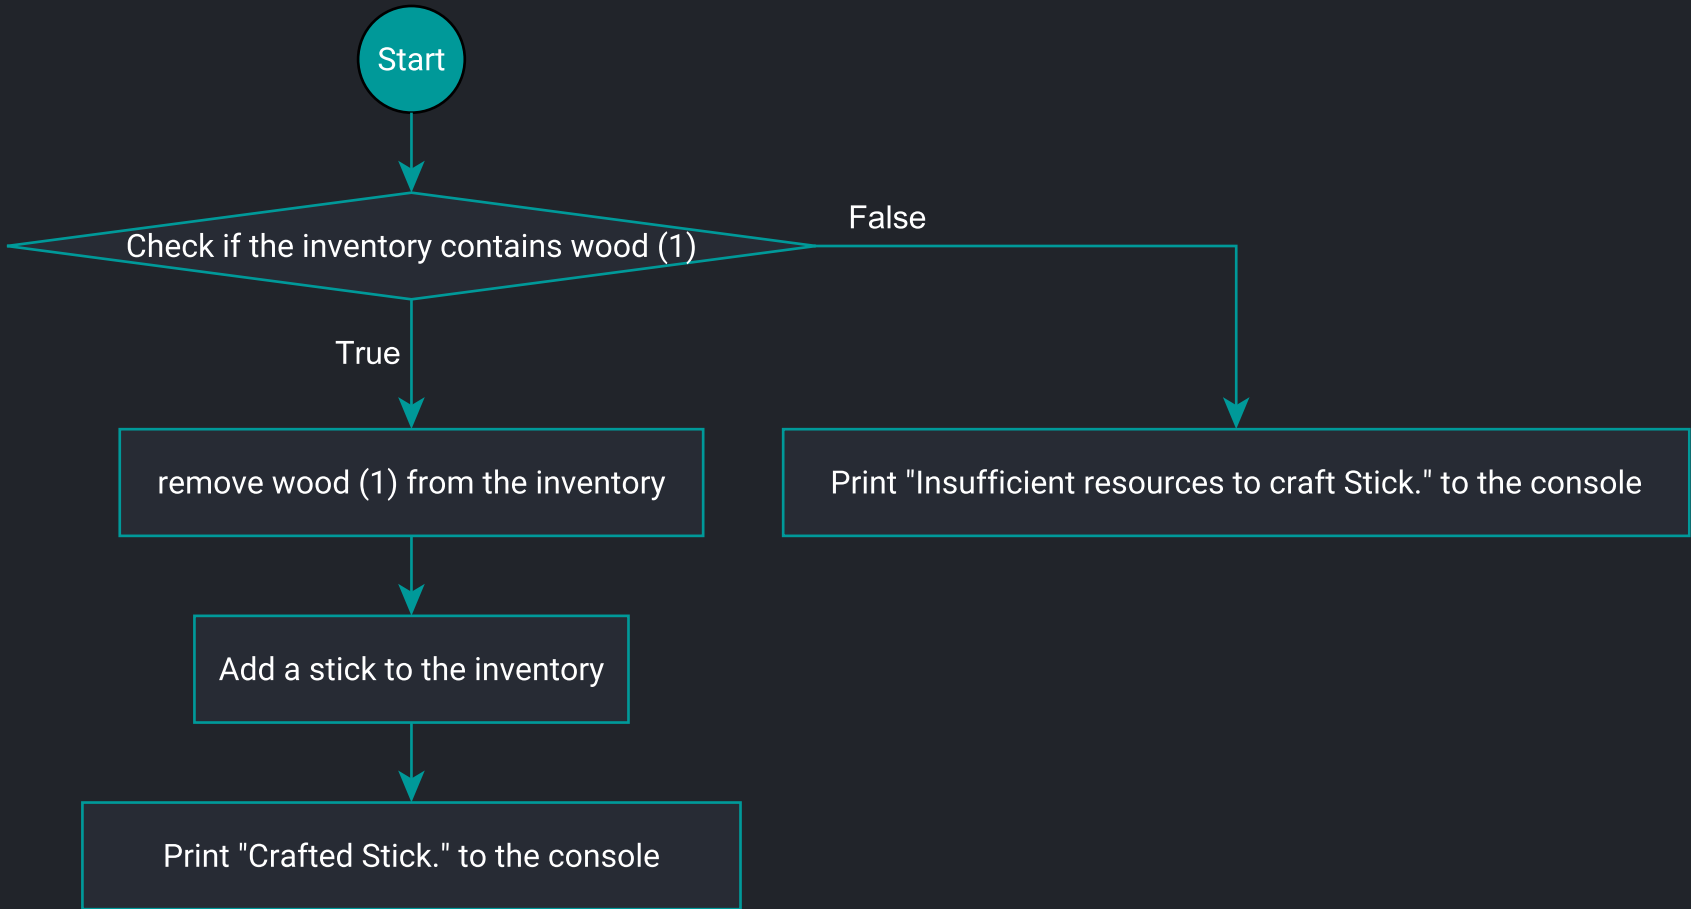 Start
Check if the inventory contains wood (1)
False
True
remove wood (1) from the inventory
Print "Insufficient resources to craft Stick." to the console
Add a stick to the inventory
Print "Crafted Stick." to the console